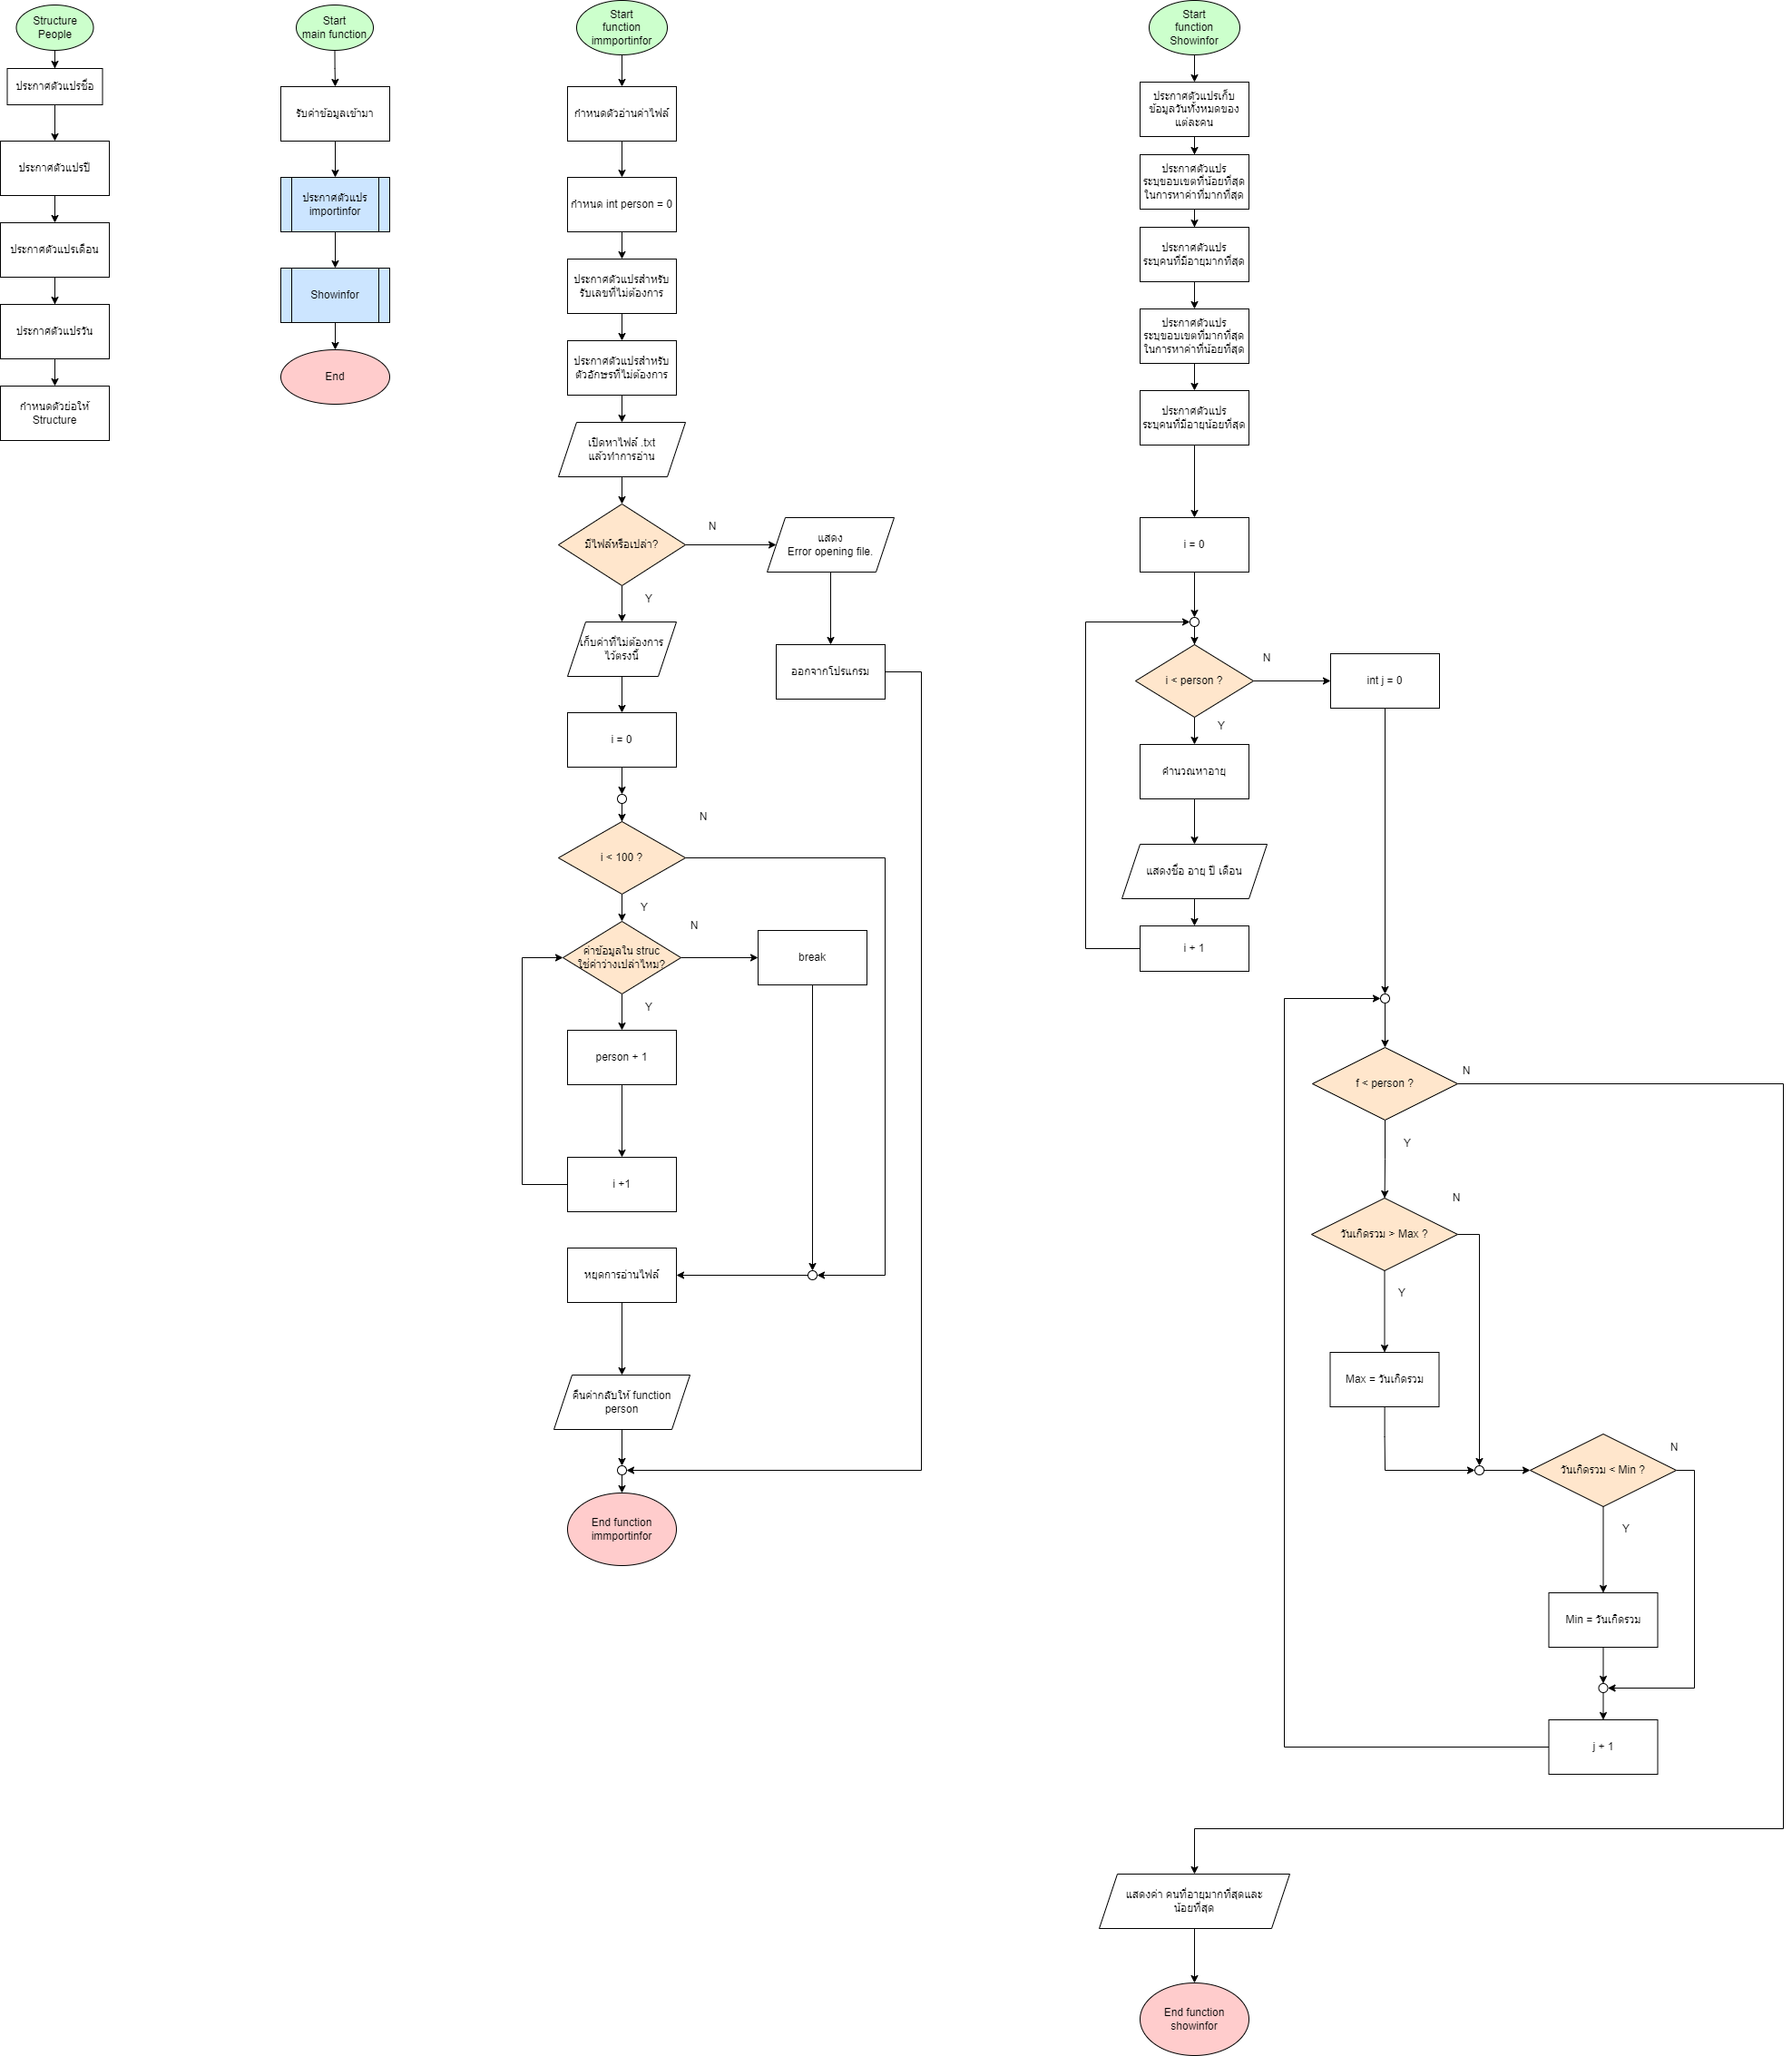 Structure
People
ประกาศตัวแปรชื่อ
ประกาศตัวแปรปี
ประกาศตัวแปรเดือน
ประกาศตัวแปรวัน
กำหนดตัวย่อให้
Structure
Start
main function
รับค่าข้อมูลเข้ามา
ประกาศตัวแปร
importinfor
Showinfor
End
Start
function
immportinfor
กำหนดตัวอ่านค่าไฟล์
กำหนด int person = 0
ประกาศตัวแปรสำหรับ
รับเลขที่ไม่ต้องการ
ประกาศตัวแปรสำหรับ
ตัวอักษรที่ไม่ต้องการ
เปิดหาไฟล์ .txt
แล้วทำการอ่าน
มีไฟล์หรือเปล่า?
N
แสดง
Error opening file.
Y
เก็บค่าที่ไม่ต้องการ
ไว้ตรงนี้
ออกจากโปรแกรม
i = 0
N
i < 100 ?
Y
N
ค่าข้อมูลใน struc
ใช่ค่าว่างเปล่าไหม?
break
Y
person + 1
i +1
หยุดการอ่านไฟล์
คืนค่ากลับให้ function
person
End function
immportinfor
Start
function
Showinfor
ประกาศตัวแปรเก็บ
ข้อมูลวันทั้งหมดของ
แต่ละคน
ประกาศตัวแปร
ระบุขอบเขตที่น้อยที่สุด
ในการหาค่าที่มากที่สุด
ประกาศตัวแปร
ระบุคนที่มีอายุมากที่สุด
ประกาศตัวแปร
ระบุขอบเขตที่มากที่สุด
ในการหาค่าที่น้อยที่สุด
ประกาศตัวแปร
ระบุคนที่มีอายุน้อยที่สุด
i = 0
i < person ?
N
int j = 0
Y
คำนวณหาอายุ
แสดงชื่อ อายุ ปี เดือน
i + 1
f < person ?
N
Y
N
วันเกิดรวม > Max ?
Y
Max = วันเกิดรวม
N
วันเกิดรวม < Min ?
Y
Min = วันเกิดรวม
j + 1
แสดงค่า คนที่อายุมากที่สุดและ
น้อยที่สุด
End function
showinfor